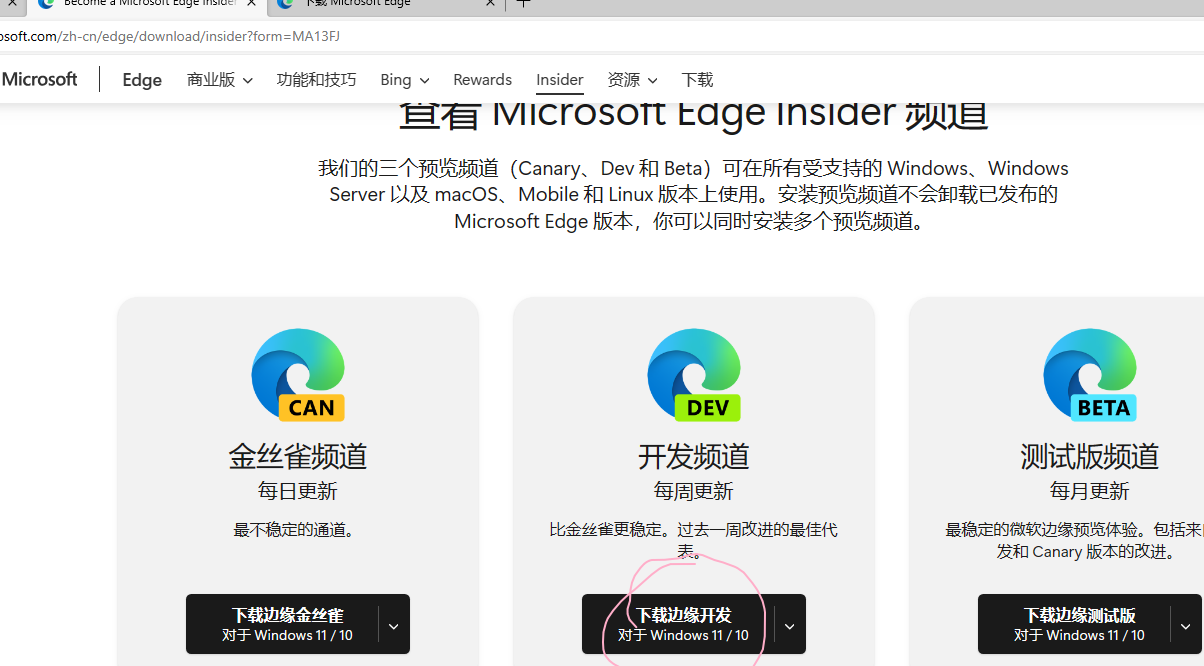 Become a Microsoft Edge Insider
下载 Microsoft Edge
osoft.com/zh-cn/edge/download/insider?form=MA13FJ
Microsoft Edge 商业版 功能和技巧 Bing Rewards Insider 资源 下载
查看 Microsoft Edge Insider 频道
我们的三个预览频道（Canary、Dev 和 Beta）可在所有受支持的 Windows、Windows
Server 以及 macOS、Mobile 和 Linux 版本上使用。安装预览频道不会卸载已发布的
Microsoft Edge 版本，你可以同时安装多个预览频道。
CAN
金丝雀频道
每日更新
最不稳定的通道。
下载边缘金丝雀
对于 Windows 11 / 10
DEV
开发频道
每周更新
比金丝雀更稳定。过去一周改进的最佳代
表。
下载边缘开发
对于 Windows 11 / 10
BETA
测试版频道
每月更新
最稳定的微软边缘预览体验。包括来自
发和 Canary 版本的改进。
下载边缘测试版
对于 Windows 11 / 10